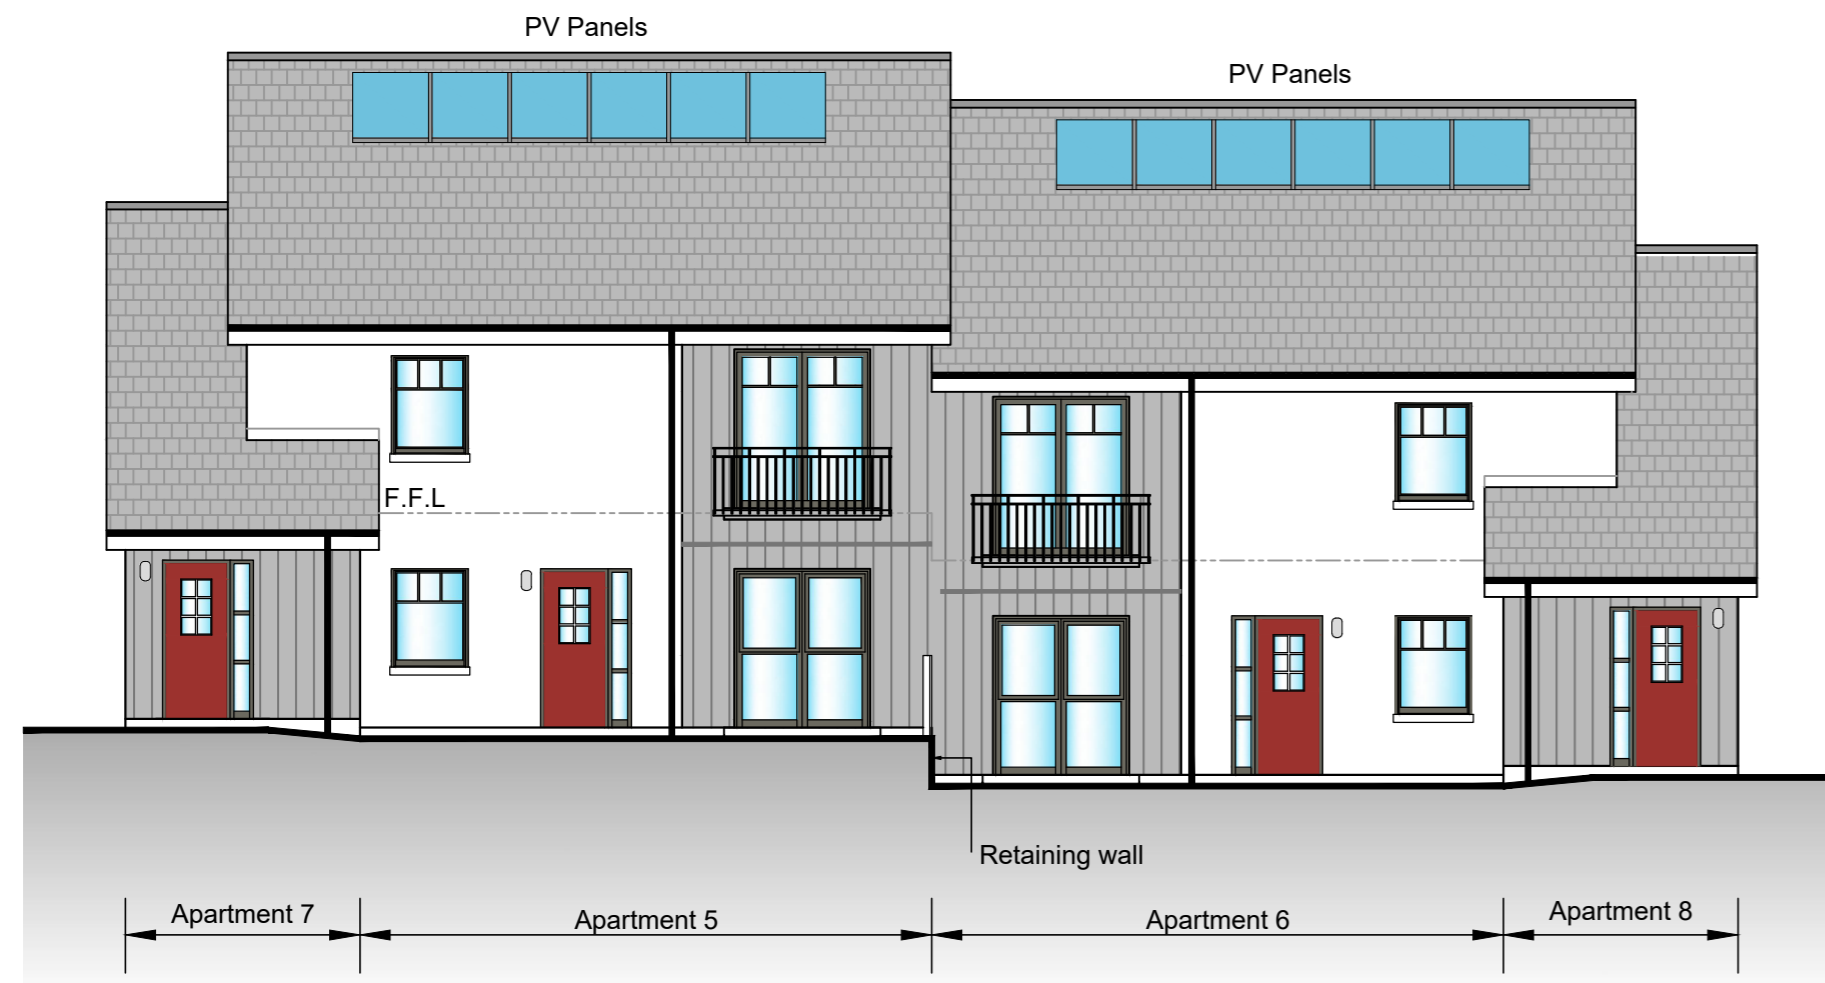 PV Panels
PV Panels
F.F.L
Retaining wall
Apartment 7
Apartment 5
Apartment 6
Apartment 8